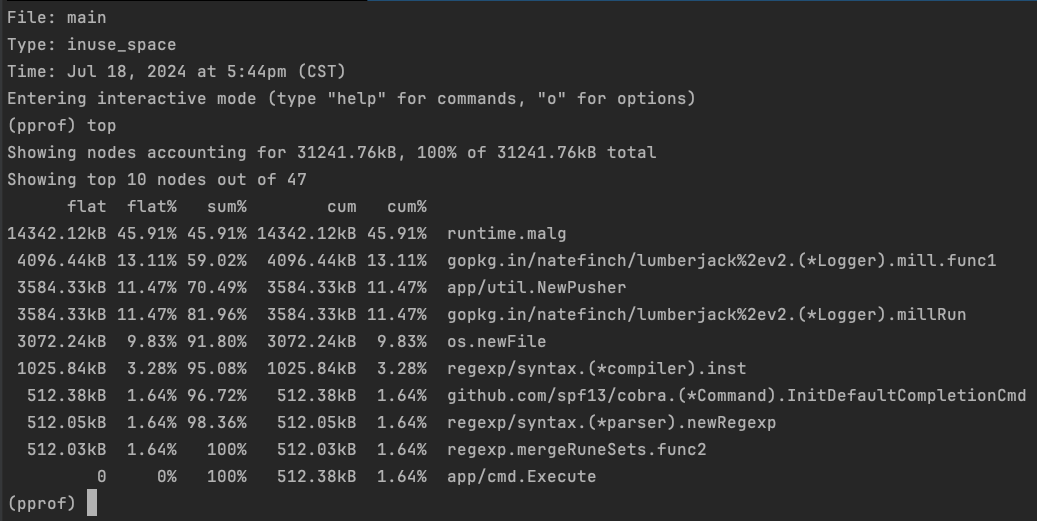 File: main
Type: inuse_space
Time: Jul 18, 2024 at 5:44pm (CST)
Entering interactive mode (type "help" for commands, "o" for options)
(pprof) top
Showing nodes accounting for 31241.76kB, 100% of 31241.76kB total
Showing top 10 nodes out of 47
      flat  flat%   sum%        cum   cum%
14342.12kB 45.91% 45.91% 14342.12kB 45.91%  runtime.malg
 4096.44kB 13.11% 59.02%  4096.44kB 13.11%  gopkg.in/natefinch/lumberjack%2ev2.(*Logger).mill.func1
 3584.33kB 11.47% 70.49%  3584.33kB 11.47%  app/util.NewPusher
 3584.33kB 11.47% 81.96%  3584.33kB 11.47%  gopkg.in/natefinch/lumberjack%2ev2.(*Logger).millRun
 3072.24kB  9.83% 91.80%  3072.24kB  9.83%  os.newFile
 1025.84kB  3.28% 95.08%  1025.84kB  3.28%  regexp/syntax.(*compiler).inst
  512.38kB  1.64% 96.72%   512.38kB  1.64%  github.com/spf13/cobra.(*Command).InitDefaultCompletionCmd
  512.05kB  1.64% 98.36%   512.05kB  1.64%  regexp/syntax.(*parser).newRegexp
  512.03kB  1.64%   100%   512.03kB  1.64%  regexp.mergeRuneSets.func2
         0     0%   100%   512.38kB  1.64%  app/cmd.Execute
(pprof)